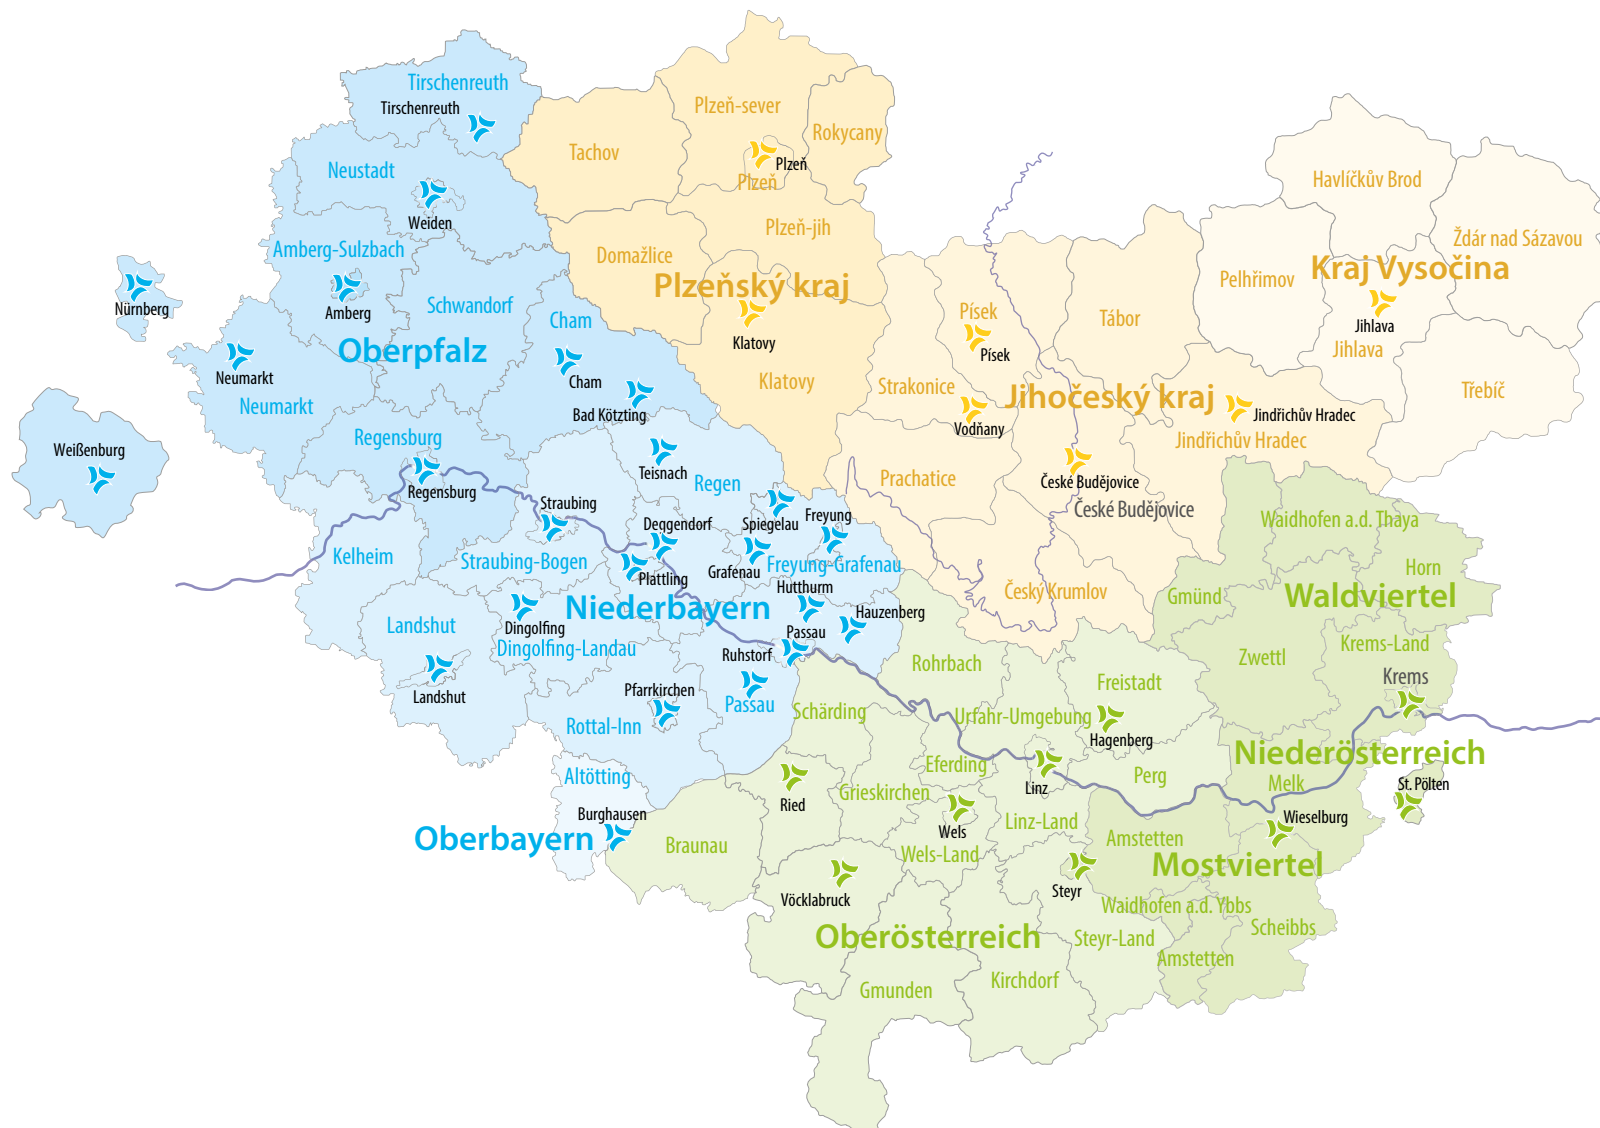 Tirschenreuth
Tirschenreuth
Plzeň-sever
Rokycany
Tachov
Plzeň
Plzeň
Neustadt
Weiden
Havlíčkův Brod
Plzeň-jih
Ždár nad Sázavou
Amberg-Sulzbach
Domažlice
Kraj Vysočina
Pelhřimov
Plzeňský kraj
Amberg
Nürnberg
Schwandorf
Cham
Písek
Písek
Tábor
Jihlava
Jihlava
Klatovy
Klatovy
Oberpfalz
Neumarkt
Neumarkt
Cham
Bad Kötzting
Strakonice
Jihočeský kraj
Třebíč
Vodňany
Jindřichův Hradec
Jindřichův Hradec
Regensburg
Weißenburg
Teisnach
Regen
Prachatice
České Budějovice
České Budějovice
Regensburg
Straubing
Deggendorf
Spiegelau
Freyung
Waidhofen a.d. Thaya
Kelheim
Straubing-Bogen
Plattling
Grafenau
Freyung-Grafenau
Horn
Hutthurm
Český Krumlov
Gmünd
Waldviertel
Niederbayern
Hauzenberg
Dingolfing
Landshut
Passau
Dingolfing-Landau
Ruhstorf
Krems-Land
Rohrbach
Zwettl
Krems
Freistadt
Landshut
Pfarrkirchen
Passau
Schärding
Rottal-Inn
Urfahr-Umgebung
Hagenberg
Niederösterreich
Eferding
Altötting
Perg
Melk
St. Pölten
Linz
Grieskirchen
Ried
Burghausen
Linz-Land
Wieselburg
Wels
Oberbayern
Braunau
Wels-Land
Amstetten
Mostviertel
Steyr
Vöcklabruck
Waidhofen a.d. Ybbs
Scheibbs
Oberösterreich
Steyr-Land
Amstetten
Kirchdorf
Gmunden